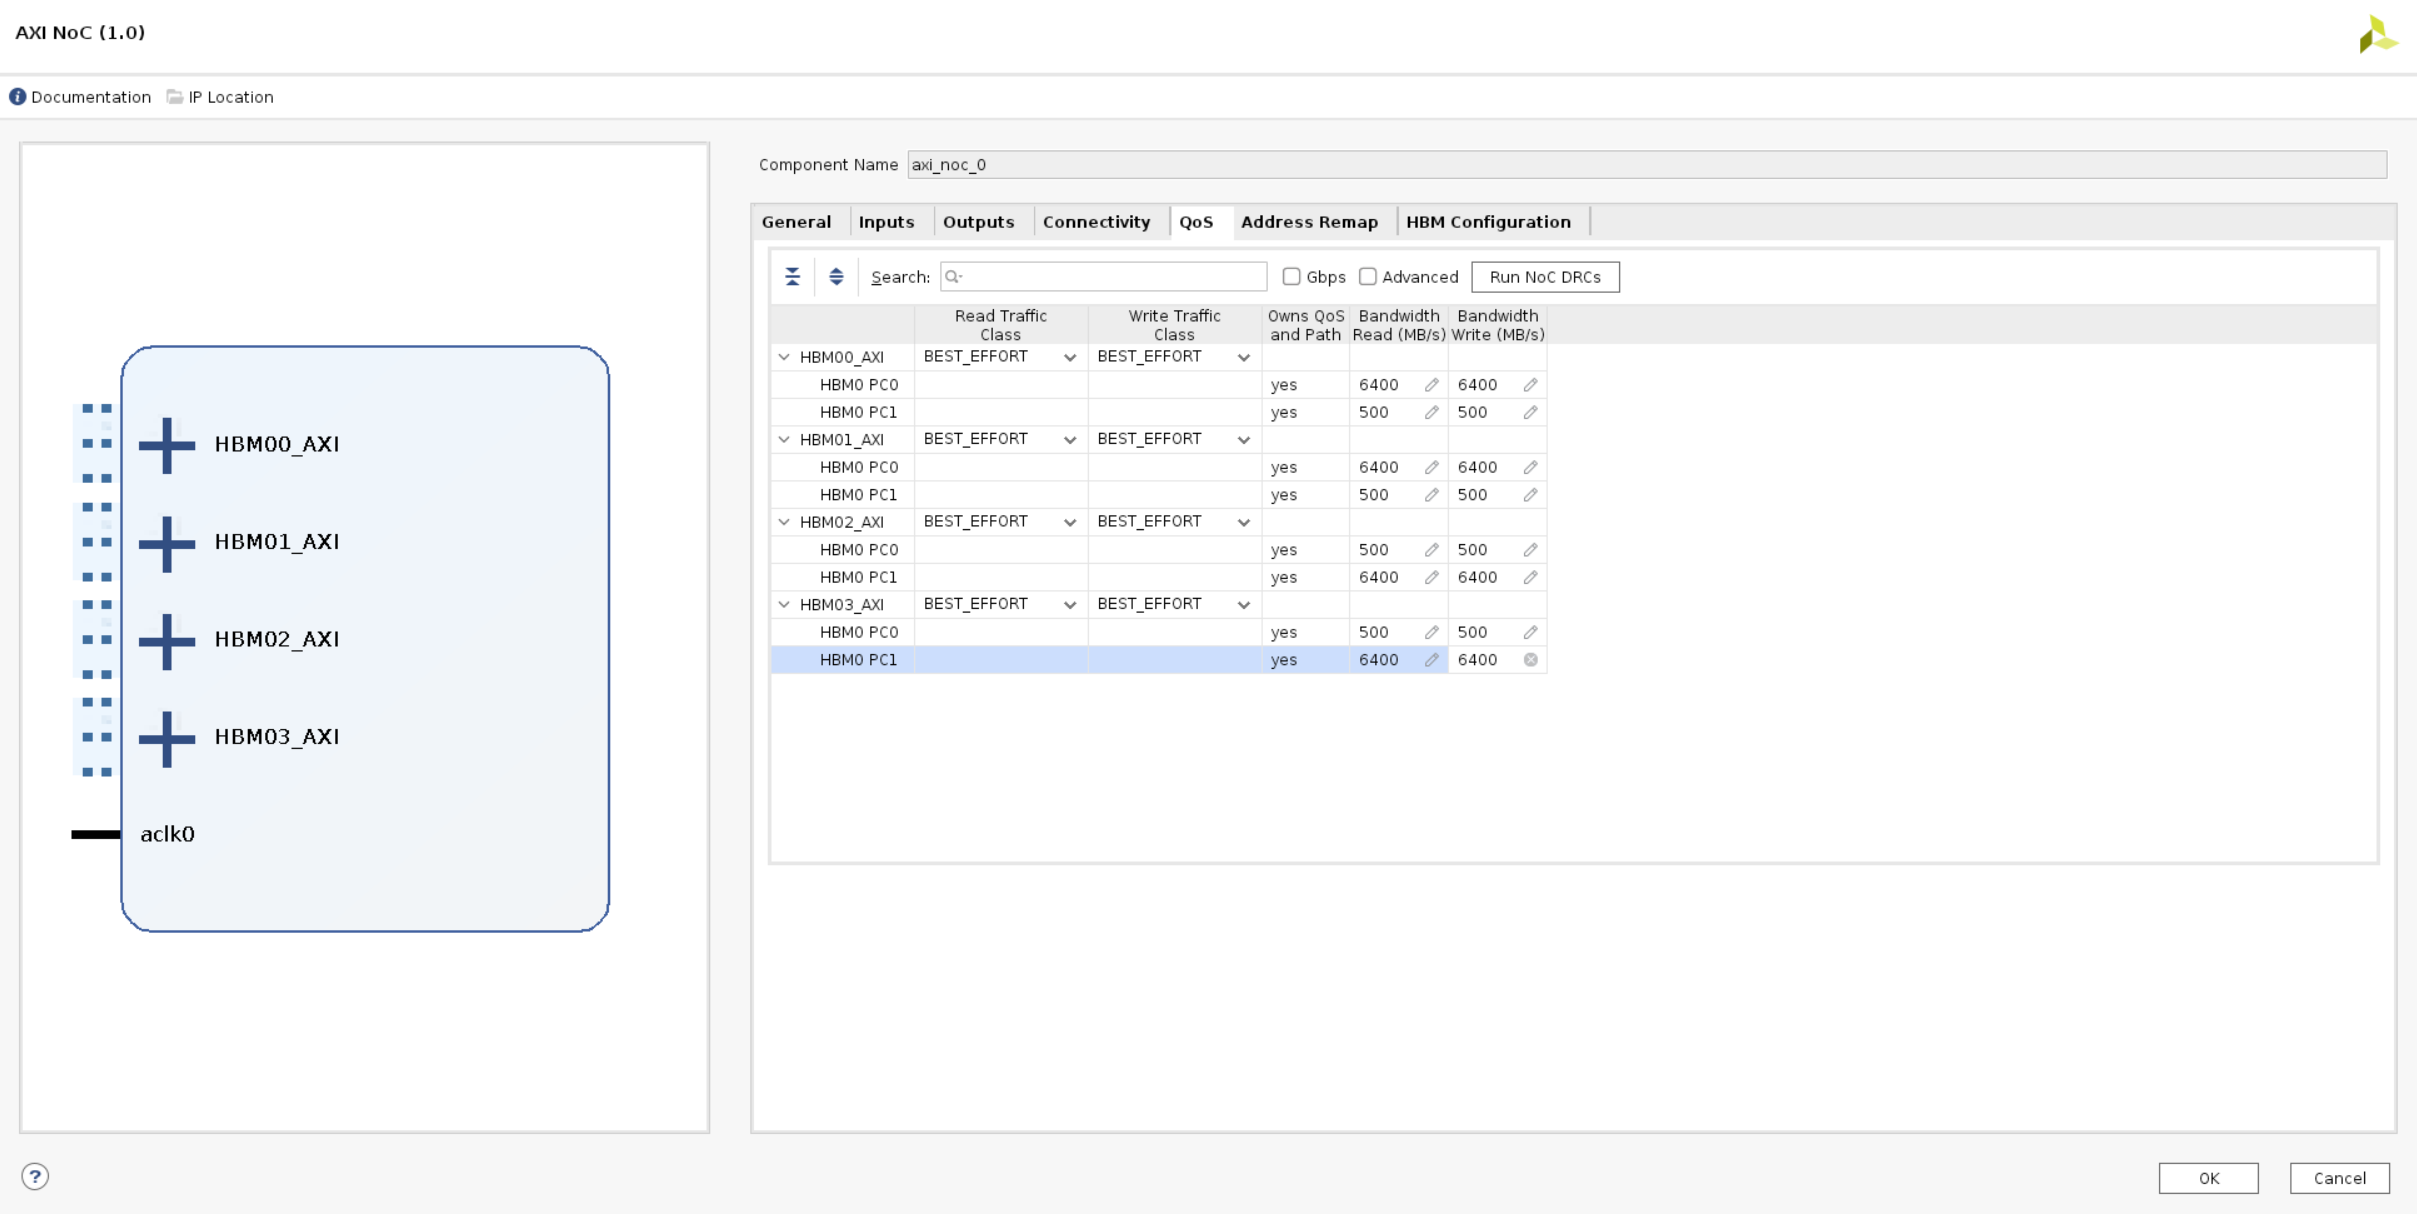 AXI NoC (1.0)
Documentation IP Location
HBM00_AXI
HBM01_AXI
HBM02_AXI
HBM03_AXI
aclk0
Component Name axi_noc_0
General Inputs Outputs Connectivity QoS Address Remap HBM Configuration
Search: Gbps Advanced Run NoC DRCs
Read Traffic Class Write Traffic Class Owns QoS and Path Bandwidth Read (MB/s) Bandwidth Write (MB/s)
HBM00_AXI BEST_EFFORT BEST_EFFORT
HBM0 PC0 yes 6400 6400
HBM0 PC1 yes 500 500
HBM01_AXI BEST_EFFORT BEST_EFFORT
HBM0 PC0 yes 6400 6400
HBM0 PC1 yes 500 500
HBM02_AXI BEST_EFFORT BEST_EFFORT
HBM0 PC0 yes 500 500
HBM0 PC1 yes 6400 6400
HBM03_AXI BEST_EFFORT BEST_EFFORT
HBM0 PC0 yes 500 500
HBM0 PC1 yes 6400 6400
? OK Cancel